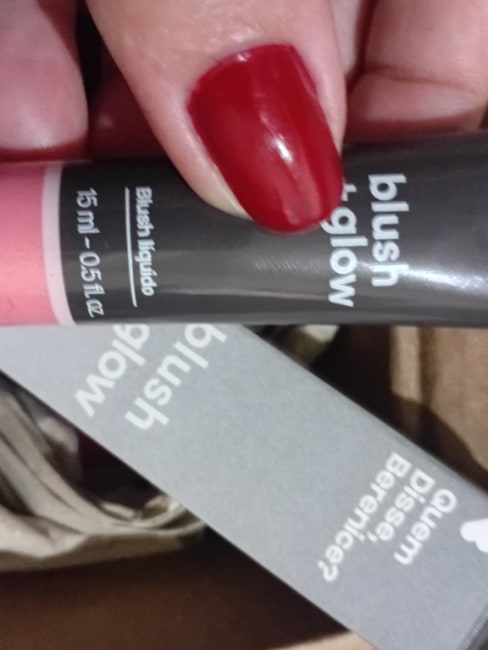 blush
+glow
Blush líquido
15 ml - 0.5 fl. oz
blush
glow
Quem
Disse,
Berenice?